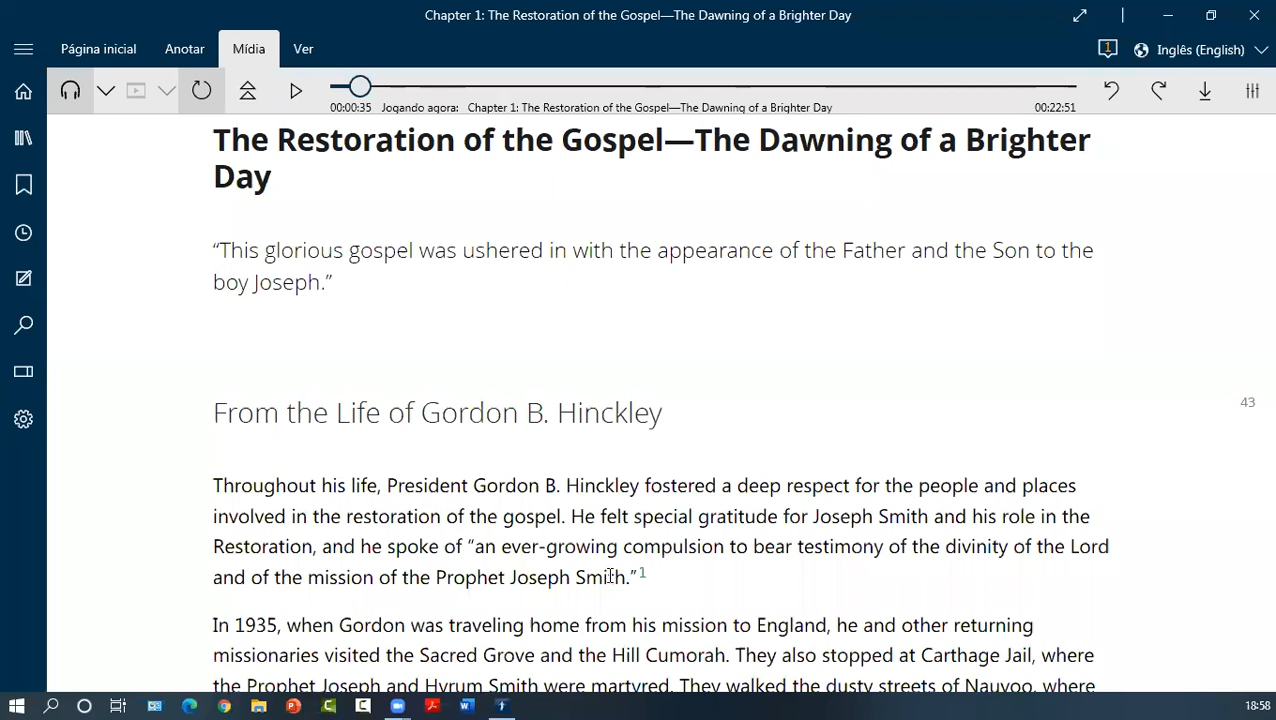 Chapter 1: The Restoration of the Gospel—The Dawning of a Brighter Day
Página inicial Anotar Mídia Ver 1 Inglês (English)
00:00:35 Joqando aqora: Chapter 1: The Restoration of the Gospel—The Dawning of a Brighter Day 00:22:51
The Restoration of the Gospel—The Dawning of a Brighter
Day
“This glorious gospel was ushered in with the appearance of the Father and the Son to the
boy Joseph.”
From the Life of Gordon B. Hinckley
43
Throughout his life, President Gordon B. Hinckley fostered a deep respect for the people and places
involved in the restoration of the gospel. He felt special gratitude for Joseph Smith and his role in the
Restoration, and he spoke of “an ever-growing compulsion to bear testimony of the divinity of the Lord
and of the mission of the Prophet Joseph Smith.”1
In 1935, when Gordon was traveling home from his mission to England, he and other returning
missionaries visited the Sacred Grove and the Hill Cumorah. They also stopped at Carthage Jail, where
the Prophet Joseph and Hyrum Smith were martyred. They walked the dusty streets of Nauvoo, where
18:58